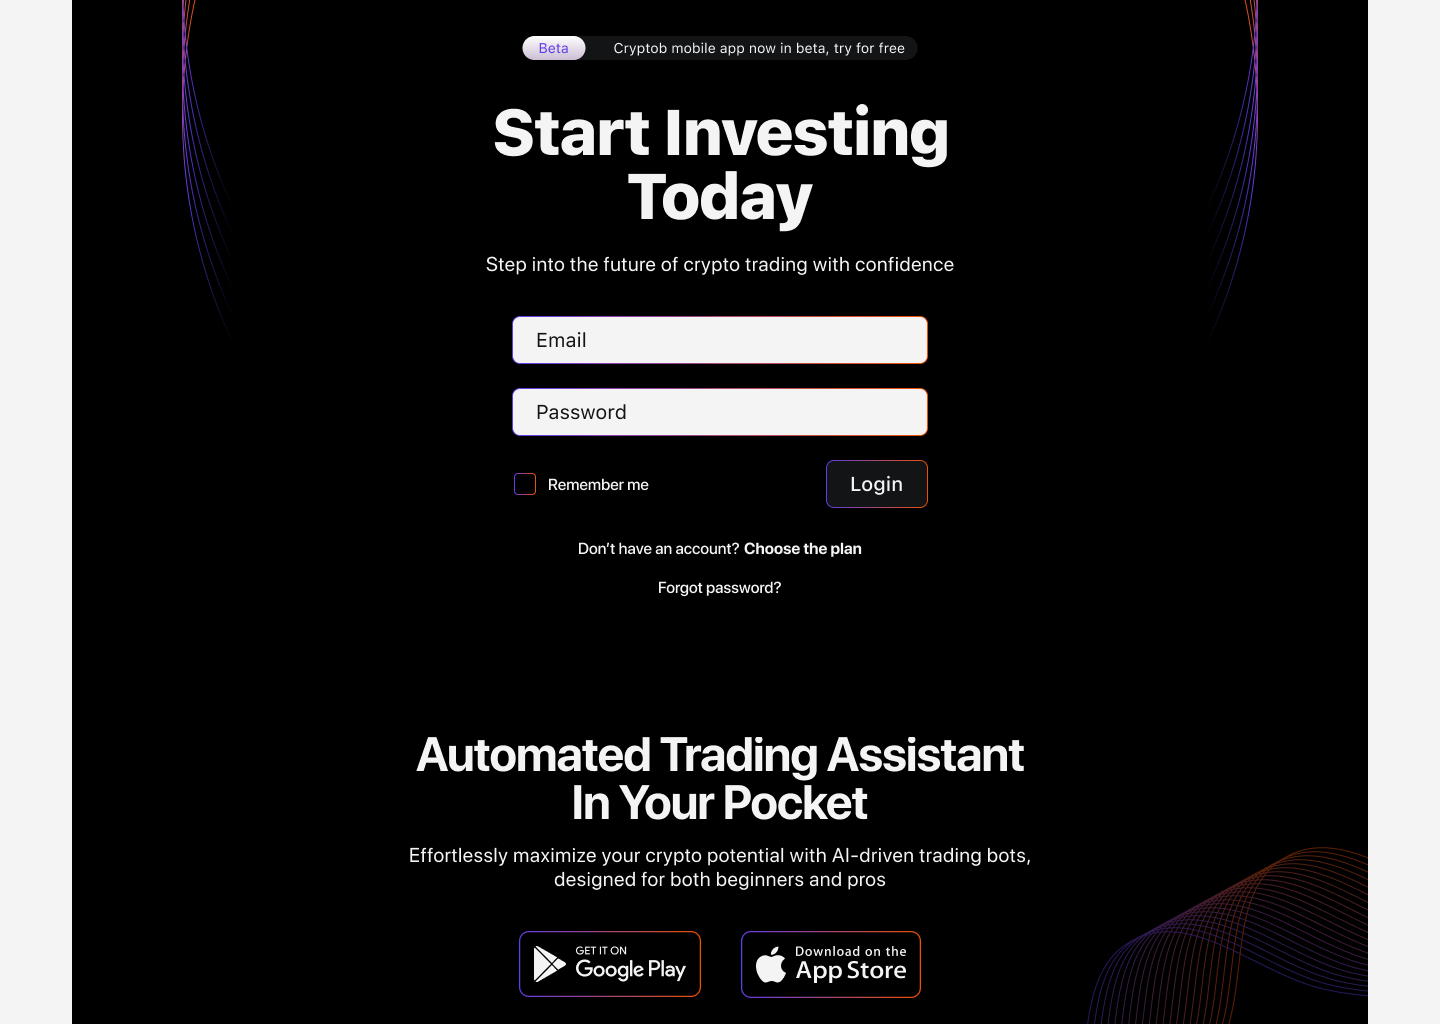 Beta Cryptob mobile app now in beta, try for free
Start Investing
Today
Step into the future of crypto trading with confidence
Email
Password
Remember me
Login
Don’t have an account? Choose the plan
Forgot password?
Automated Trading Assistant
In Your Pocket
Effortlessly maximize your crypto potential with AI-driven trading bots,
designed for both beginners and pros
GET IT ON
Google Play
Download on the
App Store